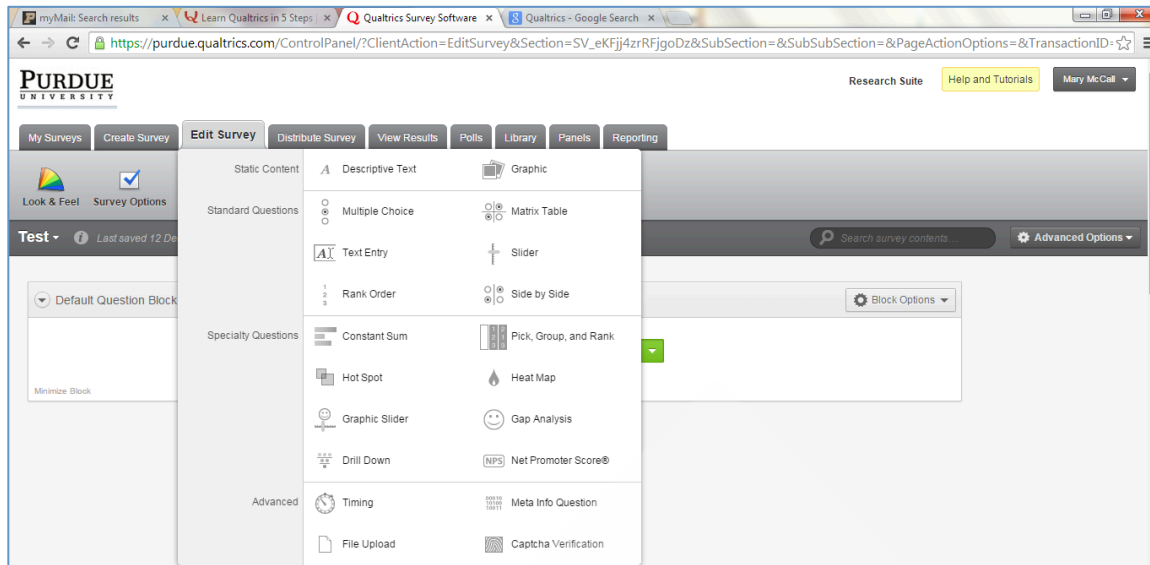 myMail: Search results
Learn Qualtrics in 5 Steps
Qualtrics Survey Software
Qualtrics - Google Search
https://purdue.qualtrics.com/ControlPanel/?ClientAction=EditSurvey&Section=SV_eKFjj4zrRFjgoDz&SubSection=&SubSubSection=&PageActionOptions=&TransactionID=
PURDUE
UNIVERSITY
Research Suite
Help and Tutorials
Mary McCall
My Surveys
Create Survey
Edit Survey
Distribute Survey
View Results
Polls
Library
Panels
Reporting
Look & Feel
Survey Options
Test
Last saved 12 De
Search survey contents...
Advanced Options
Default Question Block
Block Options
Minimize Block
Static Content
Descriptive Text
Graphic
Standard Questions
Multiple Choice
Matrix Table
Text Entry
Slider
Rank Order
Side by Side
Specialty Questions
Constant Sum
Pick, Group, and Rank
Hot Spot
Heat Map
Graphic Slider
Gap Analysis
Drill Down
NPS Net Promoter Score®
Advanced
Timing
Meta Info Question
File Upload
Captcha Verification